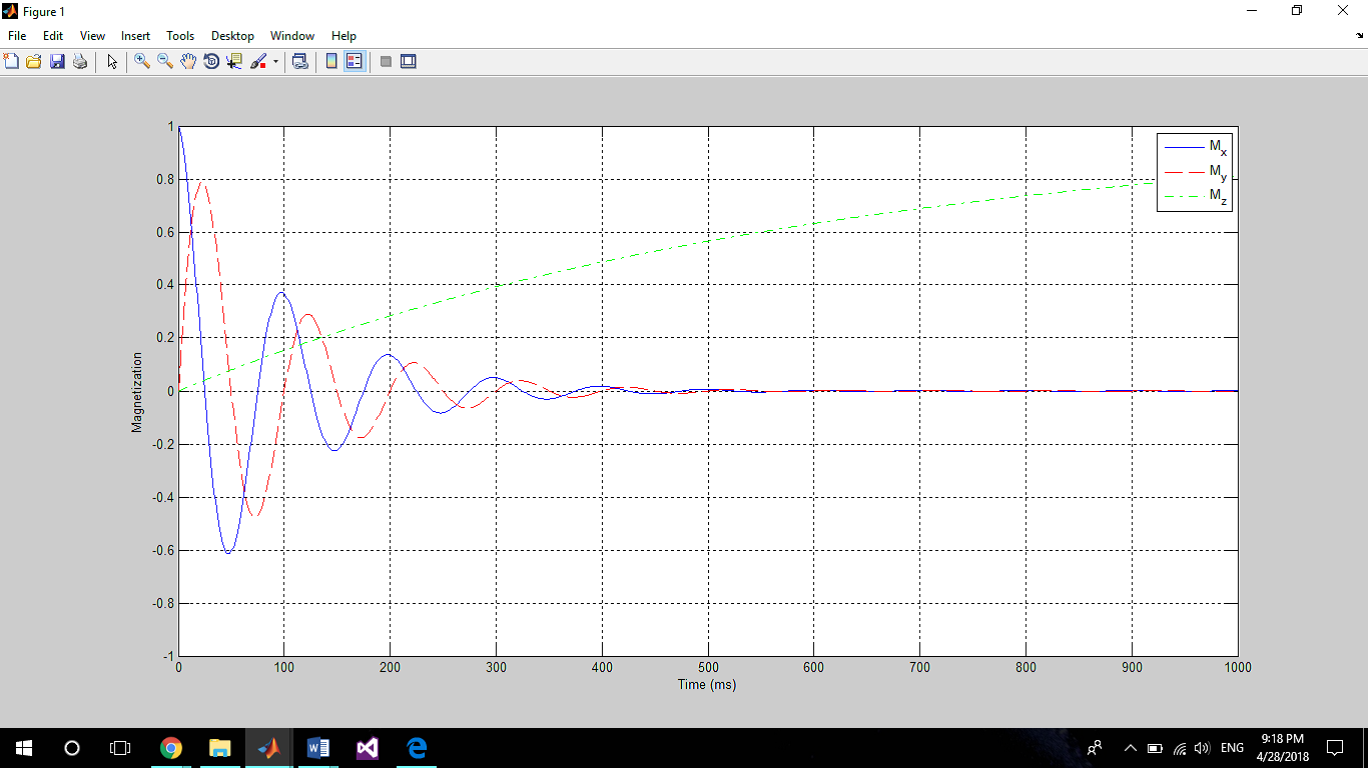 Figure 1
File Edit View Insert Tools Desktop Window Help
1
0.8
0.6
0.4
0.2
0
-0.2
-0.4
-0.6
-0.8
-1
Magnetization
M_x
M_y
M_z
0 100 200 300 400 500 600 700 800 900 1000
Time (ms)
ENG
9:18 PM
4/28/2018